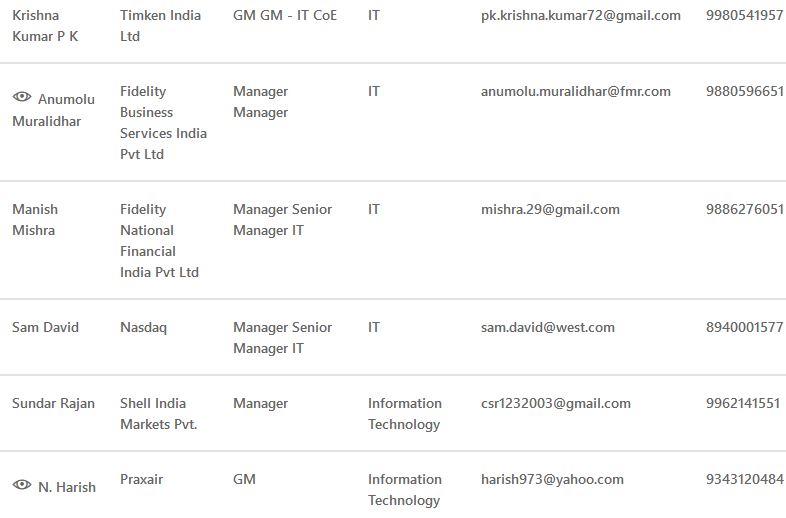 Krishna Timken India GM GM - IT CoE IT pk.krishna.kumar72@gmail.com 9980541957
Kumar P K Ltd
Anumolu Fidelity Manager IT anumolu.muralidhar@fmr.com 9880596651
Muralidhar Business Manager
Services India
Pvt Ltd
Manish Fidelity Manager Senior IT mishra.29@gmail.com 9886276051
Mishra National Manager IT
Financial
India Pvt Ltd
Sam David Nasdaq Manager Senior IT sam.david@west.com 8940001577
Manager IT
Sundar Rajan Shell India Manager Information csr1232003@gmail.com 9962141551
Markets Pvt. Technology
N. Harish Praxair GM Information harish973@yahoo.com 9343120484
Technology